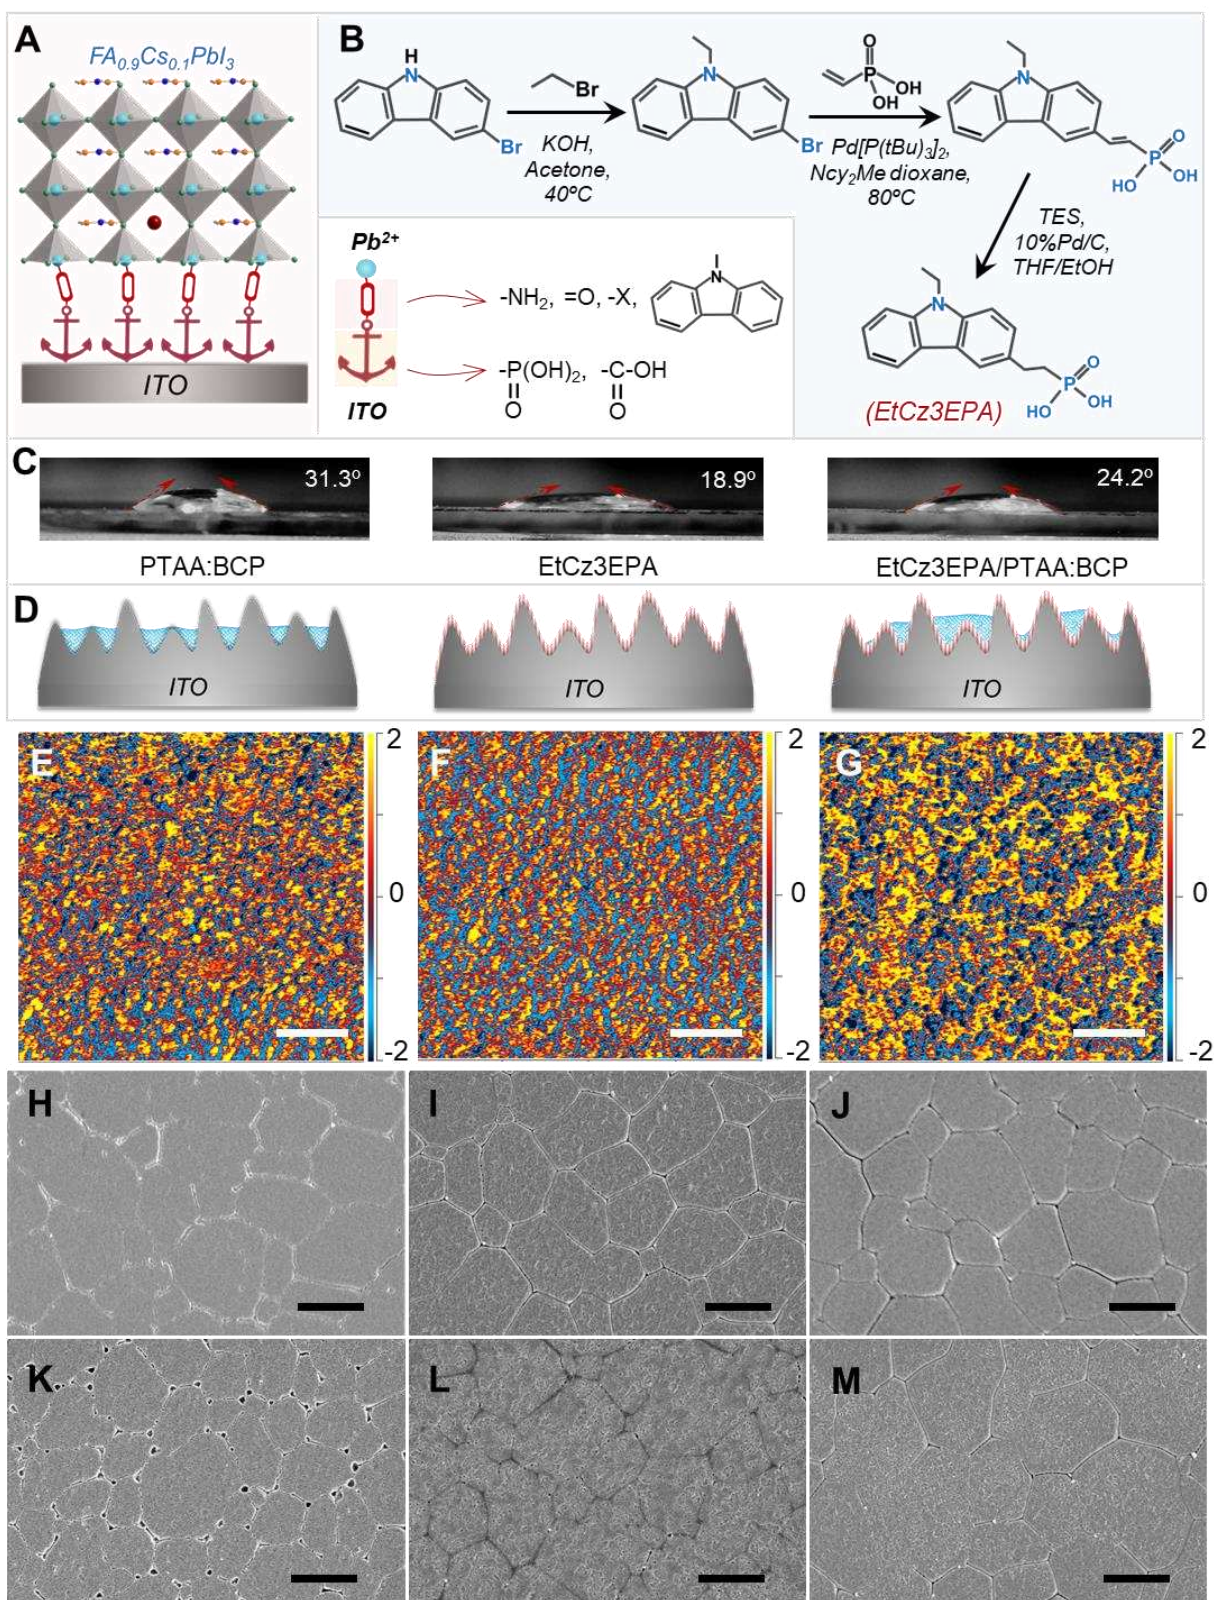 A
FA0.9Cs0.1PbI3
ITO
B
H
N
Br
Br
KOH,
Acetone,
40ºC
N
Br
O
P
OH
OH
Pd[P(tBu)3]2,
Ncy2Me dioxane,
80ºC
N
O
P
HO
OH
TES,
10%Pd/C,
THF/EtOH
N
O
P
HO
OH
(EtCz3EPA)
Pb2+
-NH2, =O, -X,
N
-P(OH)2, -C-OH
O
O
ITO
C
31.3º
18.9º
24.2º
PTAA:BCP
EtCz3EPA
EtCz3EPA/PTAA:BCP
D
ITO
ITO
ITO
E
2
0
-2
F
2
0
-2
G
2
0
-2
H
I
J
K
L
M